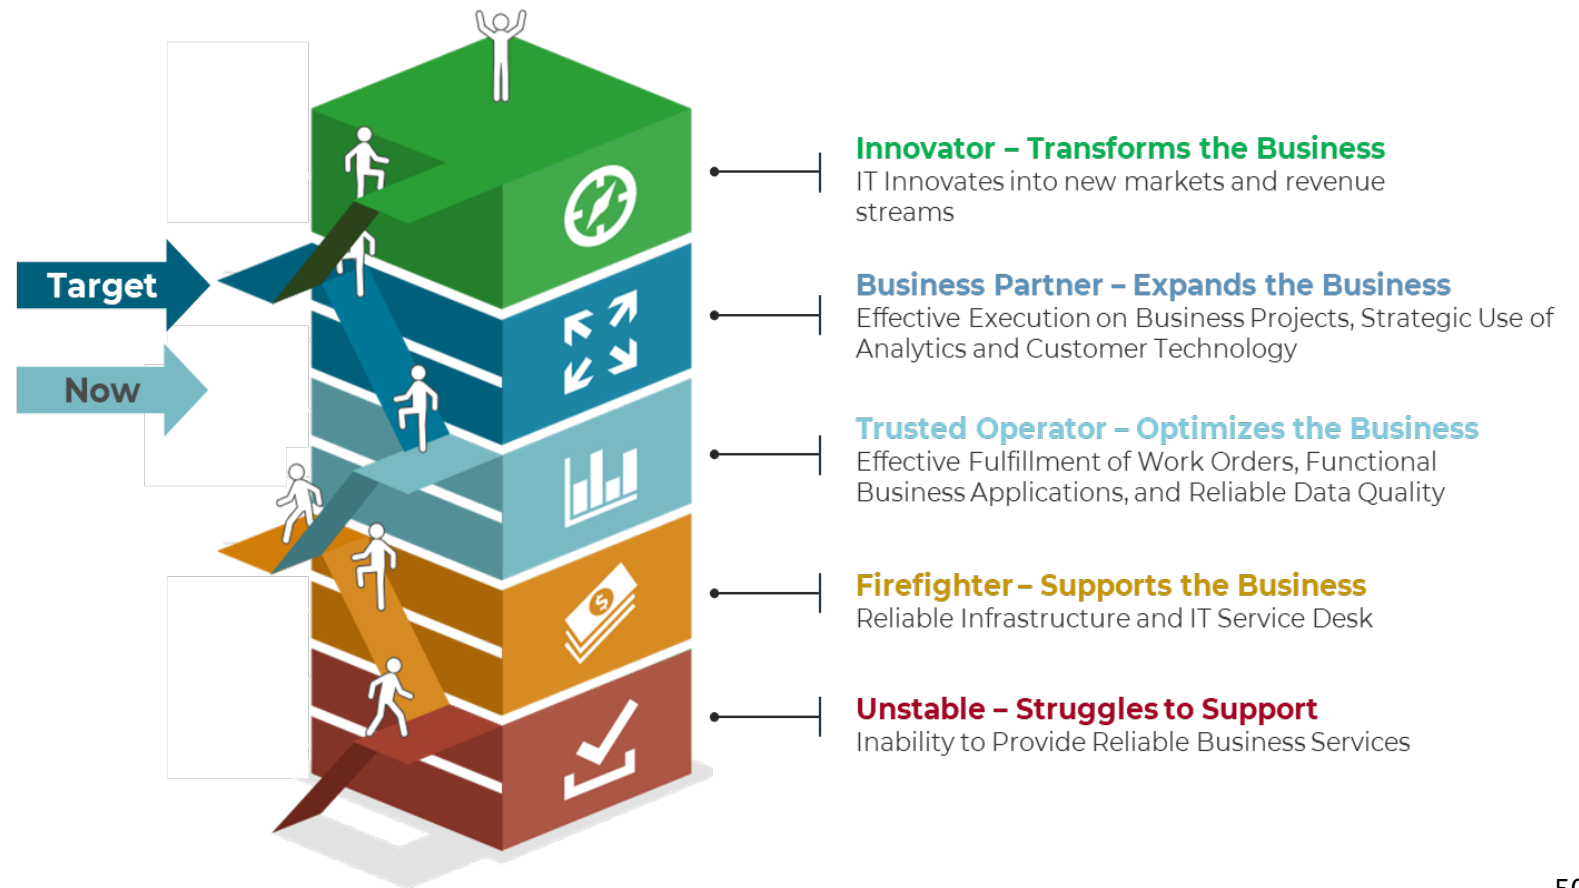 Innovator – Transforms the Business
IT Innovates into new markets and revenue
streams
Target
Business Partner – Expands the Business
Effective Execution on Business Projects, Strategic Use of
Analytics and Customer Technology
Now
Trusted Operator – Optimizes the Business
Effective Fulfillment of Work Orders, Functional
Business Applications, and Reliable Data Quality
$
Firefighter – Supports the Business
Reliable Infrastructure and IT Service Desk
Unstable – Struggles to Support
Inability to Provide Reliable Business Services